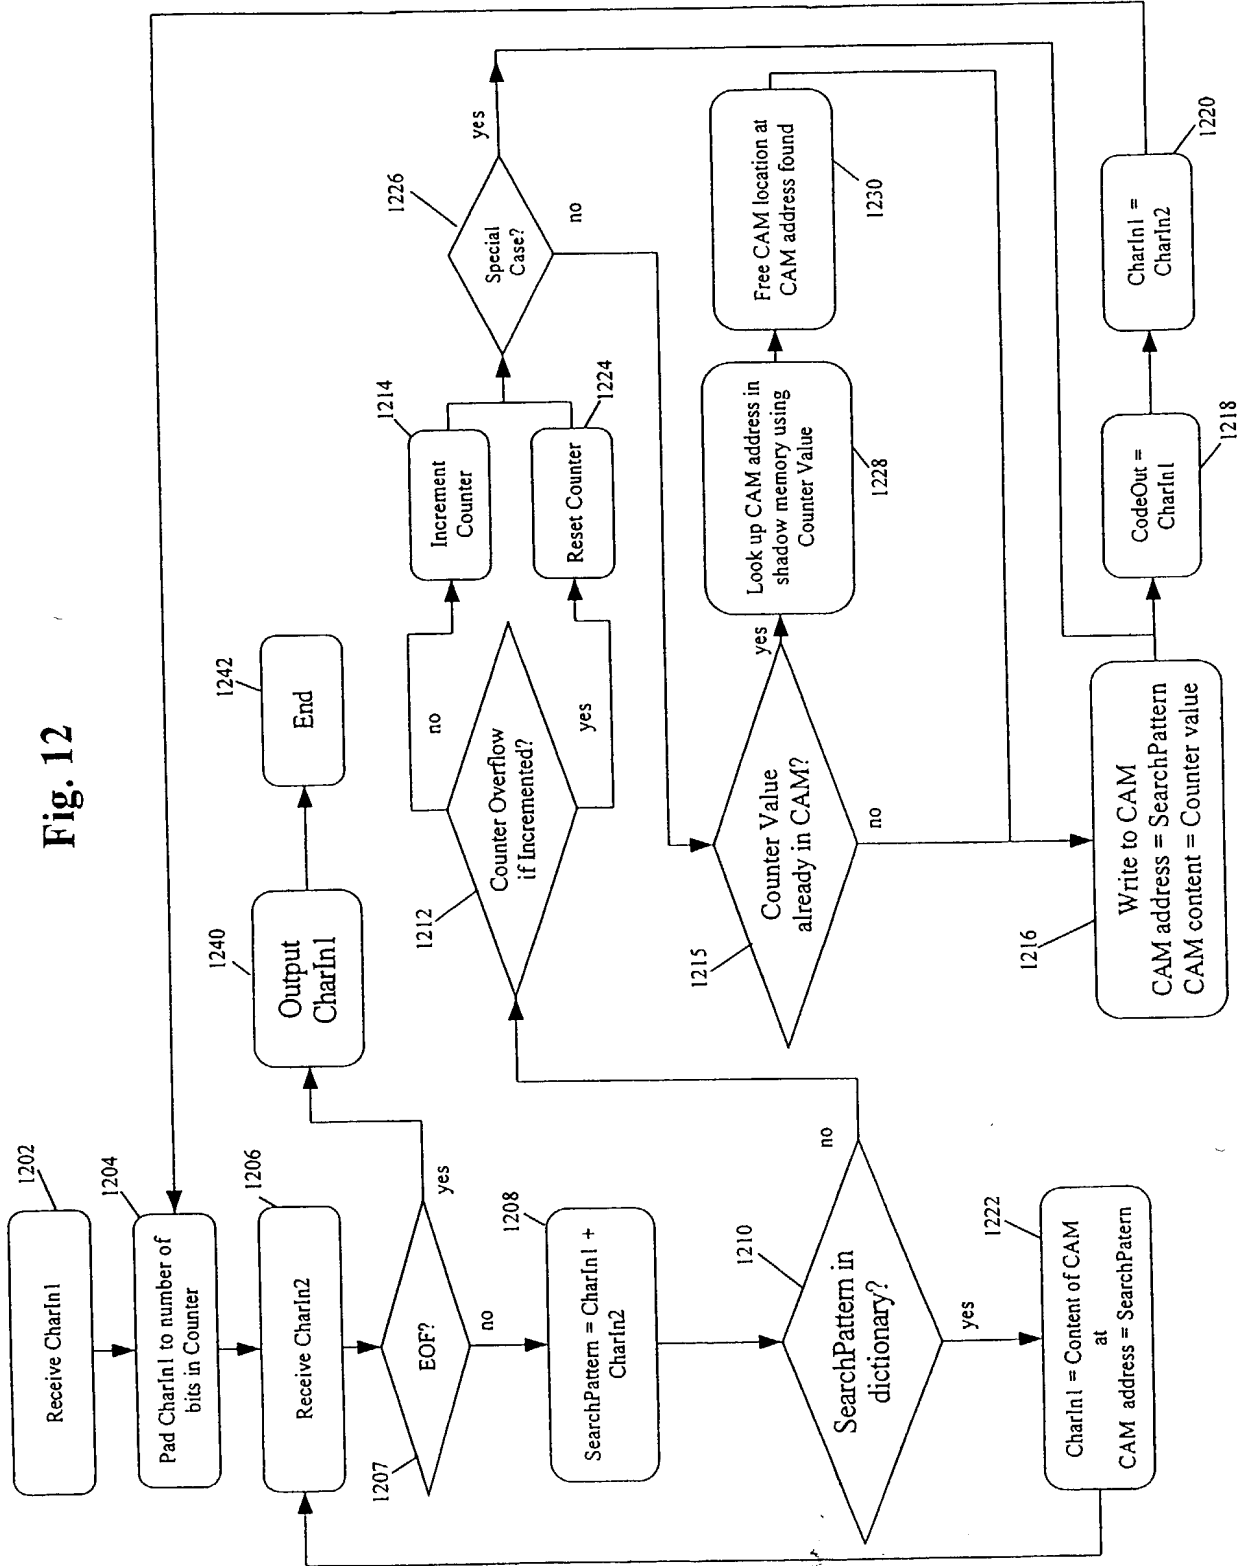 Fig. 12
1202
Receive CharIn1
1204
Pad CharIn1 to number of
bits in Counter
1206
Receive CharIn2
1207
EOF?
yes
no
1240
Output
CharIn1
1242
End
1208
SearchPattern = CharIn1 +
CharIn2
1210
SearchPattern in
dictionary?
no
yes
1222
CharIn1 = Content of CAM
at
CAM address = SearchPatern
1212
Counter Overflow
if Incremented?
no
yes
1214
Increment
Counter
1224
Reset Counter
1226
Special
Case?
yes
no
1215
Counter Value
already in CAM?
yes
no
1228
Look up CAM address in
shadow memory using
Counter Value
1230
Free CAM location at
CAM address found
1216
Write to CAM
CAM address = SearchPattern
CAM content = Counter value
1218
CodeOut =
CharIn1
1220
CharIn1 =
CharIn2